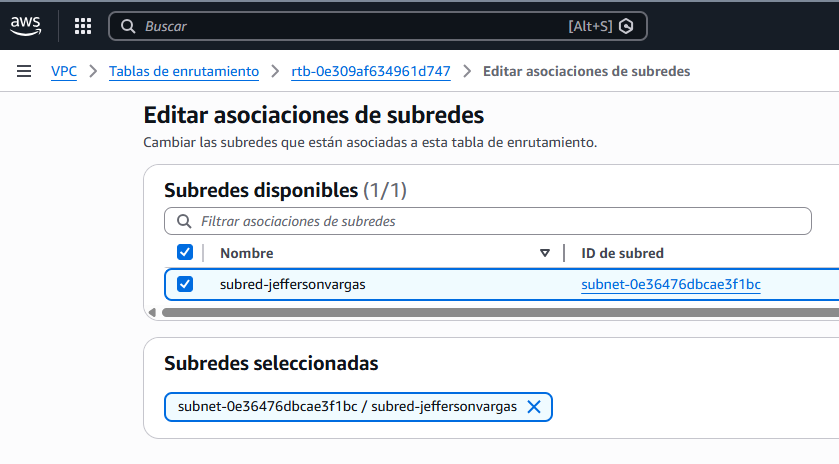 aws
Buscar [Alt+S]
VPC > Tablas de enrutamiento > rtb-0e309af634961d747 > Editar asociaciones de subredes
Editar asociaciones de subredes
Cambiar las subredes que están asociadas a esta tabla de enrutamiento.
Subredes disponibles (1/1)
Filtrar asociaciones de subredes
Nombre ID de subred
subred-jeffersonvargas subnet-0e36476dbcae3f1bc
Subredes seleccionadas
subnet-0e36476dbcae3f1bc / subred-jeffersonvargas